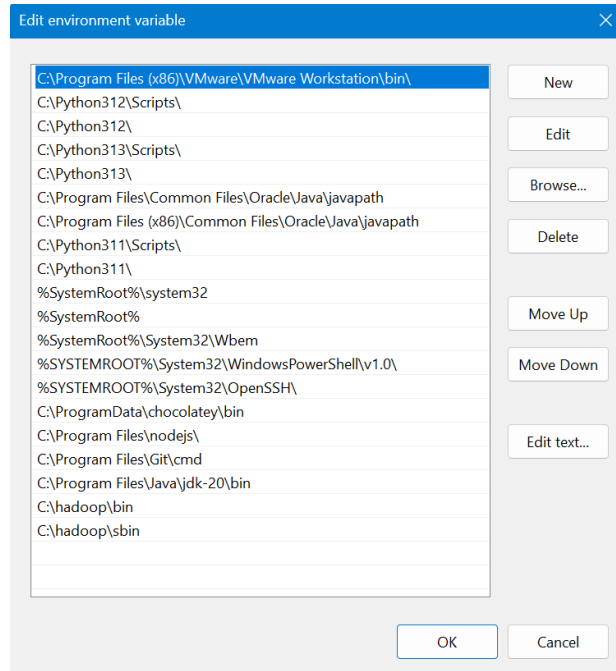 Edit environment variable
C:\Program Files (x86)\VMware\VMware Workstation\bin\
C:\Python312\Scripts\
C:\Python312\
C:\Python313\Scripts\
C:\Python313\
C:\Program Files\Common Files\Oracle\Java\javapath
C:\Program Files (x86)\Common Files\Oracle\Java\javapath
C:\Python311\Scripts\
C:\Python311\
%SystemRoot%\system32
%SystemRoot%
%SystemRoot%\System32\Wbem
%SYSTEMROOT%\System32\WindowsPowerShell\v1.0\
%SYSTEMROOT%\System32\OpenSSH\
C:\ProgramData\chocolatey\bin
C:\Program Files\nodejs\
C:\Program Files\Git\cmd
C:\Program Files\Java\jdk-20\bin
C:\hadoop\bin
C:\hadoop\sbin
New
Edit
Browse...
Delete
Move Up
Move Down
Edit text...
OK
Cancel